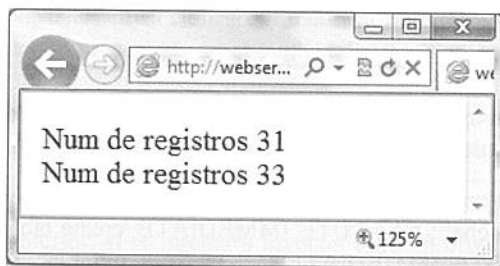 http://webser...
we
Num de registros 31
Num de registros 33
125%